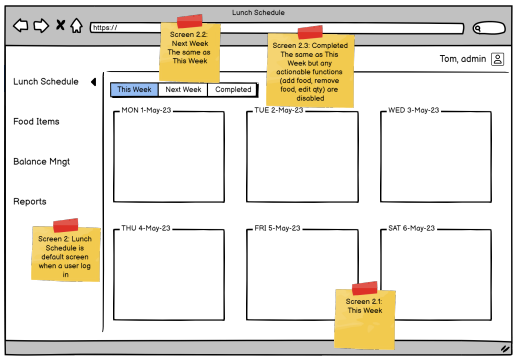 Lunch Schedule
https://
Screen 2.2:
Next Week
The same as
This Week
Screen 2.3: Completed
The same as This
Week but any
actionable functions
(add food, remove
food, edit qty) are
disabled
Tom, admin
Lunch Schedule
Food Items
Balance Mngt
Reports
This Week
Next Week
Completed
MON 1-May-23
TUE 2-May-23
WED 3-May-23
THU 4-May-23
FRI 5-May-23
SAT 6-May-23
Screen 2: Lunch
Schedule is
default screen
when a user log
in
Screen 2.1:
This Week